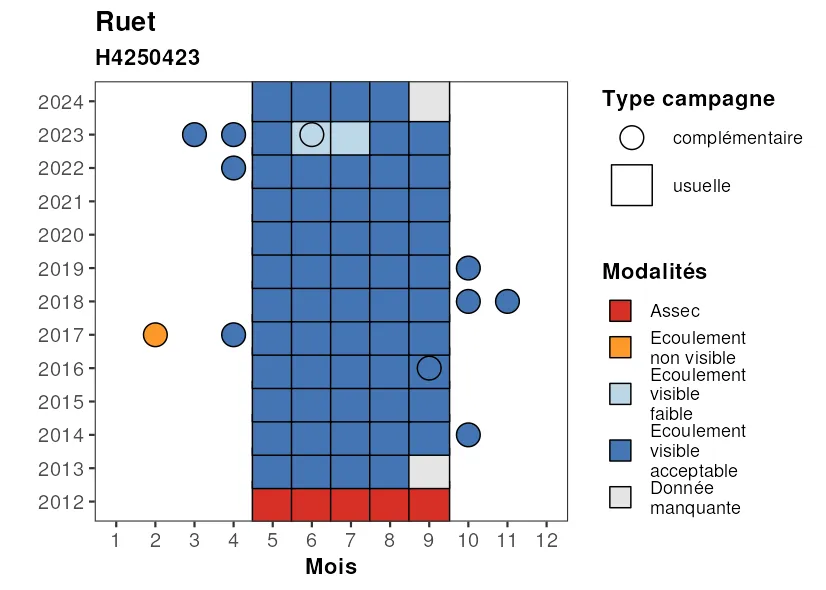 Ruet
H4250423
2024
2023
2022
2021
2020
2019
2018
2017
2016
2015
2014
2013
2012
1 2 3 4 5 6 7 8 9 10 11 12
Mois
Type campagne
complémentaire
usuelle
Modalités
Assec
Ecoulement
non visible
Ecoulement
visible
faible
Ecoulement
visible
acceptable
Donnée
manquante